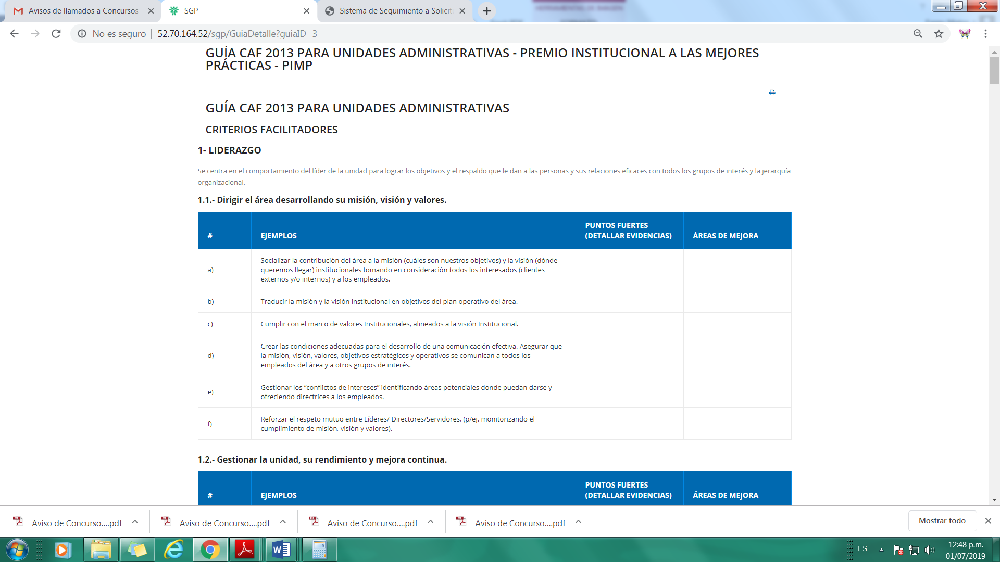 Avisos de llamados a Concursos
SGP
Sistema de Seguimiento a Solicit
No es seguro | 52.70.164.52/sgp/GuiaDetalle?guiaID=3
GUÍA CAF 2013 PARA UNIDADES ADMINISTRATIVAS - PREMIO INSTITUCIONAL A LAS MEJORES
PRÁCTICAS - PIMP
GUÍA CAF 2013 PARA UNIDADES ADMINISTRATIVAS
CRITERIOS FACILITADORES
1- LIDERAZGO
Se centra en el comportamiento del líder de la unidad para lograr los objetivos y el respaldo que le dan a las personas y sus relaciones eficaces con todos los grupos de interés y la jerarquía
organizacional.
1.1.- Dirigir el área desarrollando su misión, visión y valores.
PUNTOS FUERTES
# EJEMPLOS (DETALLAR EVIDENCIAS) ÁREAS DE MEJORA
Socializar la contribución del área a la misión (cuáles son nuestros objetivos) y la visión (dónde
a) queremos llegar) institucionales tomando en consideración todos los interesados (clientes
externos y/o internos) y a los empleados.
b) Traducir la misión y la visión institucional en objetivos del plan operativo del área.
c) Cumplir con el marco de valores Institucionales, alineados a la visión Institucional.
Crear las condiciones adecuadas para el desarrollo de una comunicación efectiva. Asegurar que
d) la misión, visión, valores, objetivos estratégicos y operativos se comunican a todos los
empleados del área y a otros grupos de interés.
e) Gestionar los “conflictos de intereses” identificando áreas potenciales donde puedan darse y
ofreciendo directrices a los empleados.
f) Reforzar el respeto mutuo entre Líderes/ Directores/Servidores, (p/ej. monitorizando el
cumplimiento de misión, visión y valores).
1.2.- Gestionar la unidad, su rendimiento y mejora continua.
PUNTOS FUERTES
# EJEMPLOS (DETALLAR EVIDENCIAS) ÁREAS DE MEJORA
Aviso de Concurso....pdf
Aviso de Concurso....pdf
Aviso de Concurso....pdf
Aviso de Concurso....pdf
Mostrar todo
ES
12:48 p.m.
01/07/2019